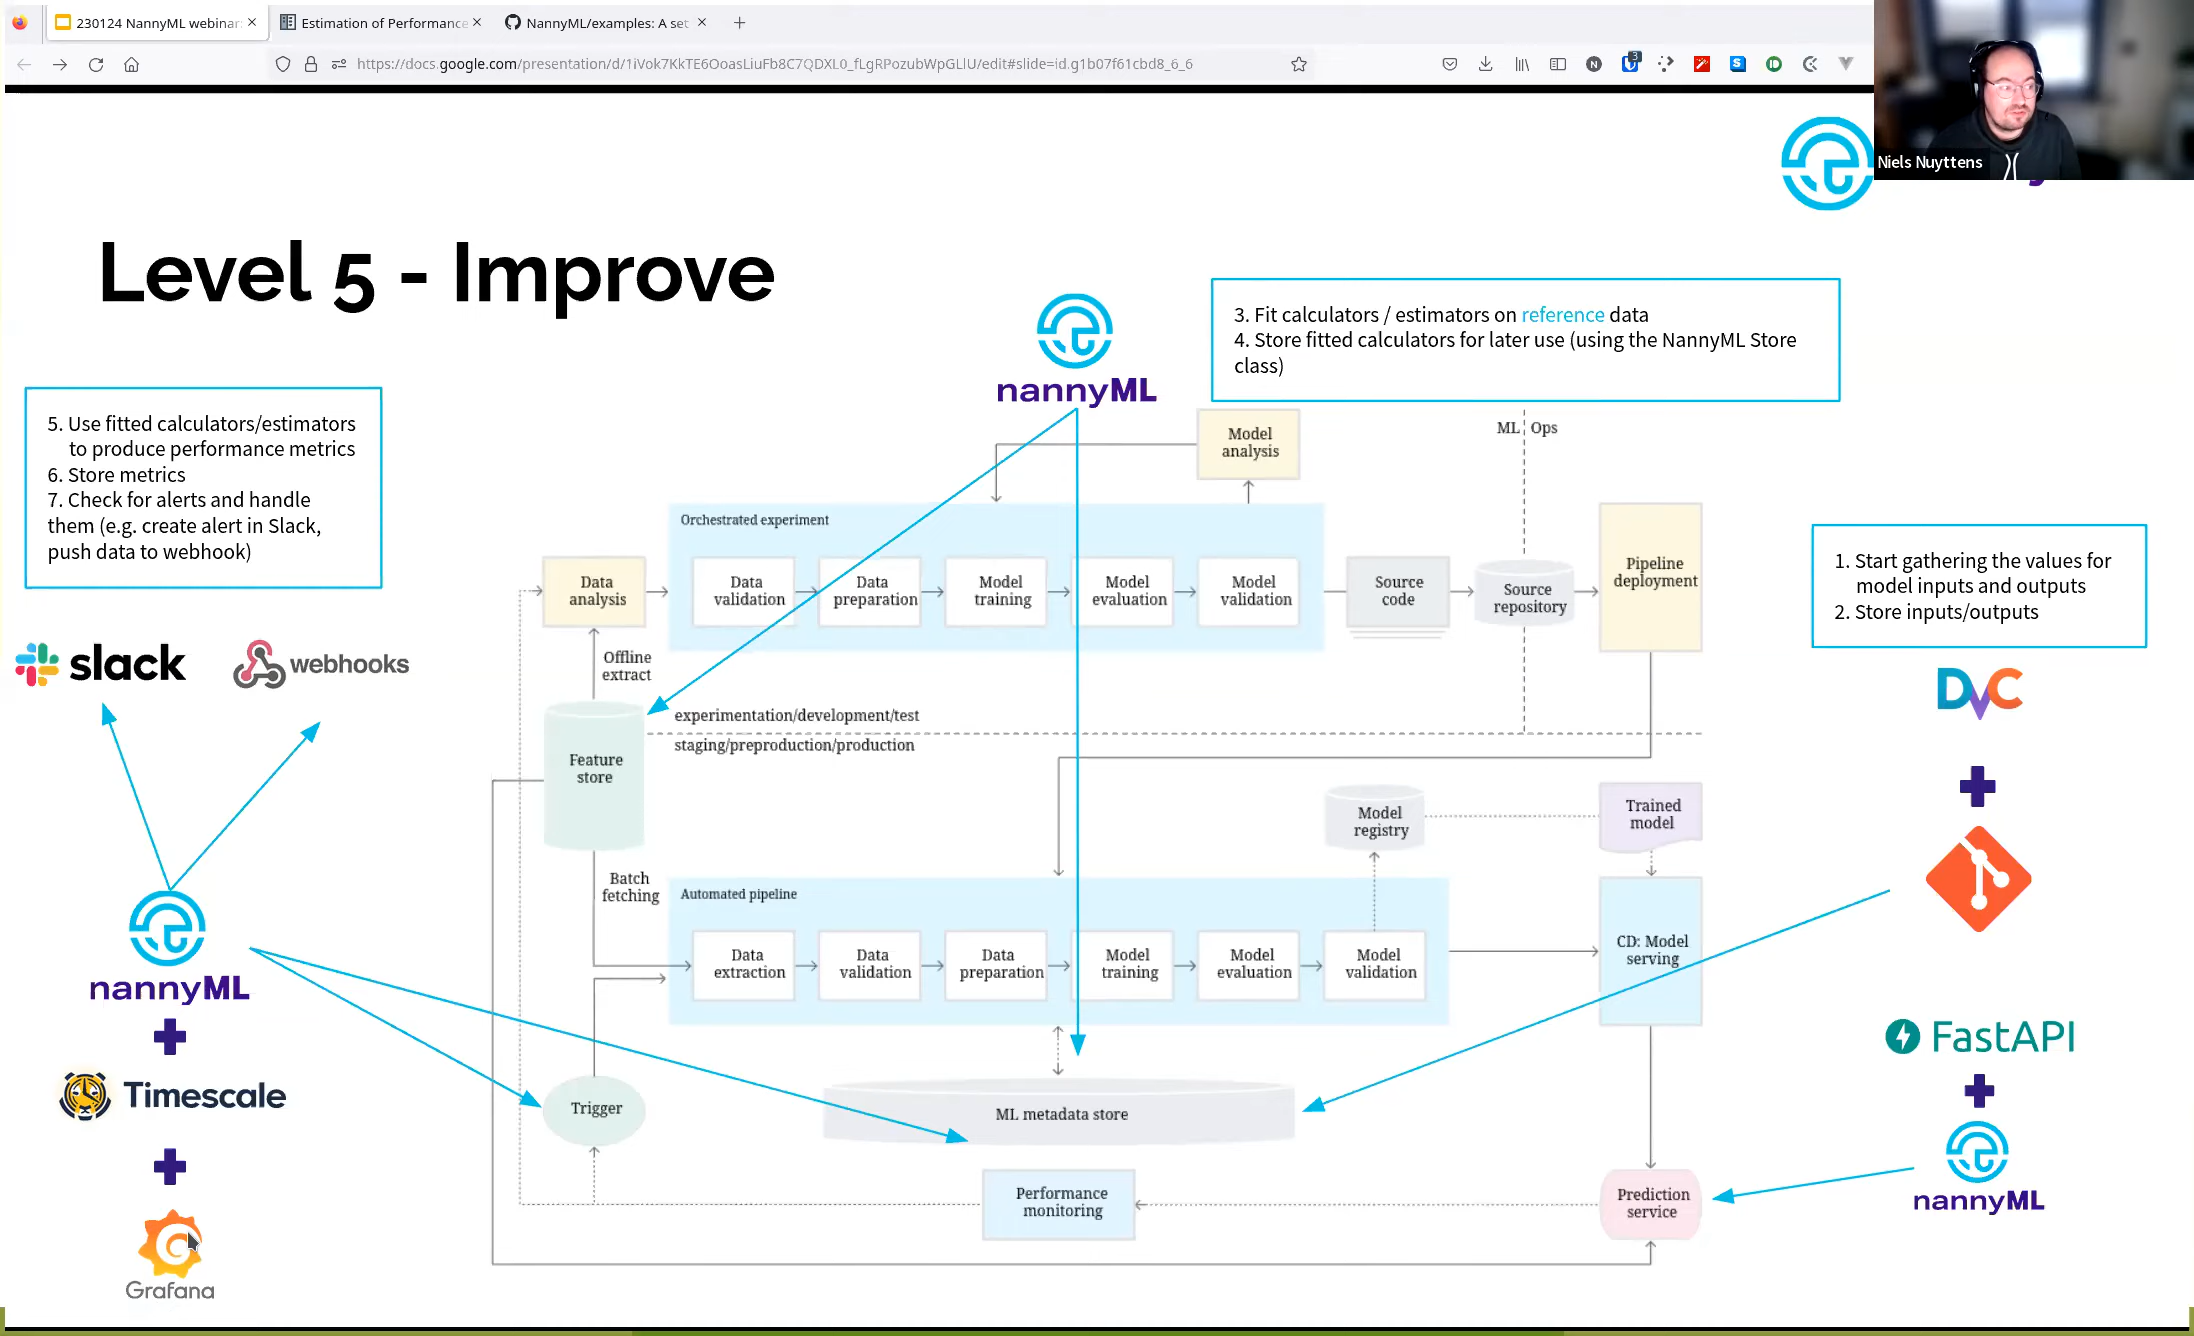 230124 NannyML webinar
Estimation of Performance
NannyML/examples: A set
https://docs.google.com/presentation/d/1iVok7KkTE6OoasLiuFb8C7QDXL0_fLgRPozubWpGLlU/edit#slide=id.g1b07f61cbd8_6_6
3
Niels Nuyttens
Level 5 - Improve
nannyML
3. Fit calculators / estimators on reference data
4. Store fitted calculators for later use (using the NannyML Store
class)
5. Use fitted calculators/estimators
to produce performance metrics
6. Store metrics
7. Check for alerts and handle
them (e.g. create alert in Slack,
push data to webhook)
Model
analysis
ML
Ops
Orchestrated experiment
Data
analysis
Data
validation
Data
preparation
Model
training
Model
evaluation
Model
validation
Source
code
Source
repository
Pipeline
deployment
1. Start gathering the values for
model inputs and outputs
2. Store inputs/outputs
slack
webhooks
Offline
extract
DVC
experimentation/development/test
staging/preproduction/production
Feature
store
Model
registry
Trained
model
Batch
fetching
Automated pipeline
Data
extraction
Data
validation
Data
preparation
Model
training
Model
evaluation
Model
validation
CD: Model
serving
nannyML
FastAPI
Timescale
Trigger
ML metadata store
Performance
monitoring
Prediction
service
nannyML
Grafana